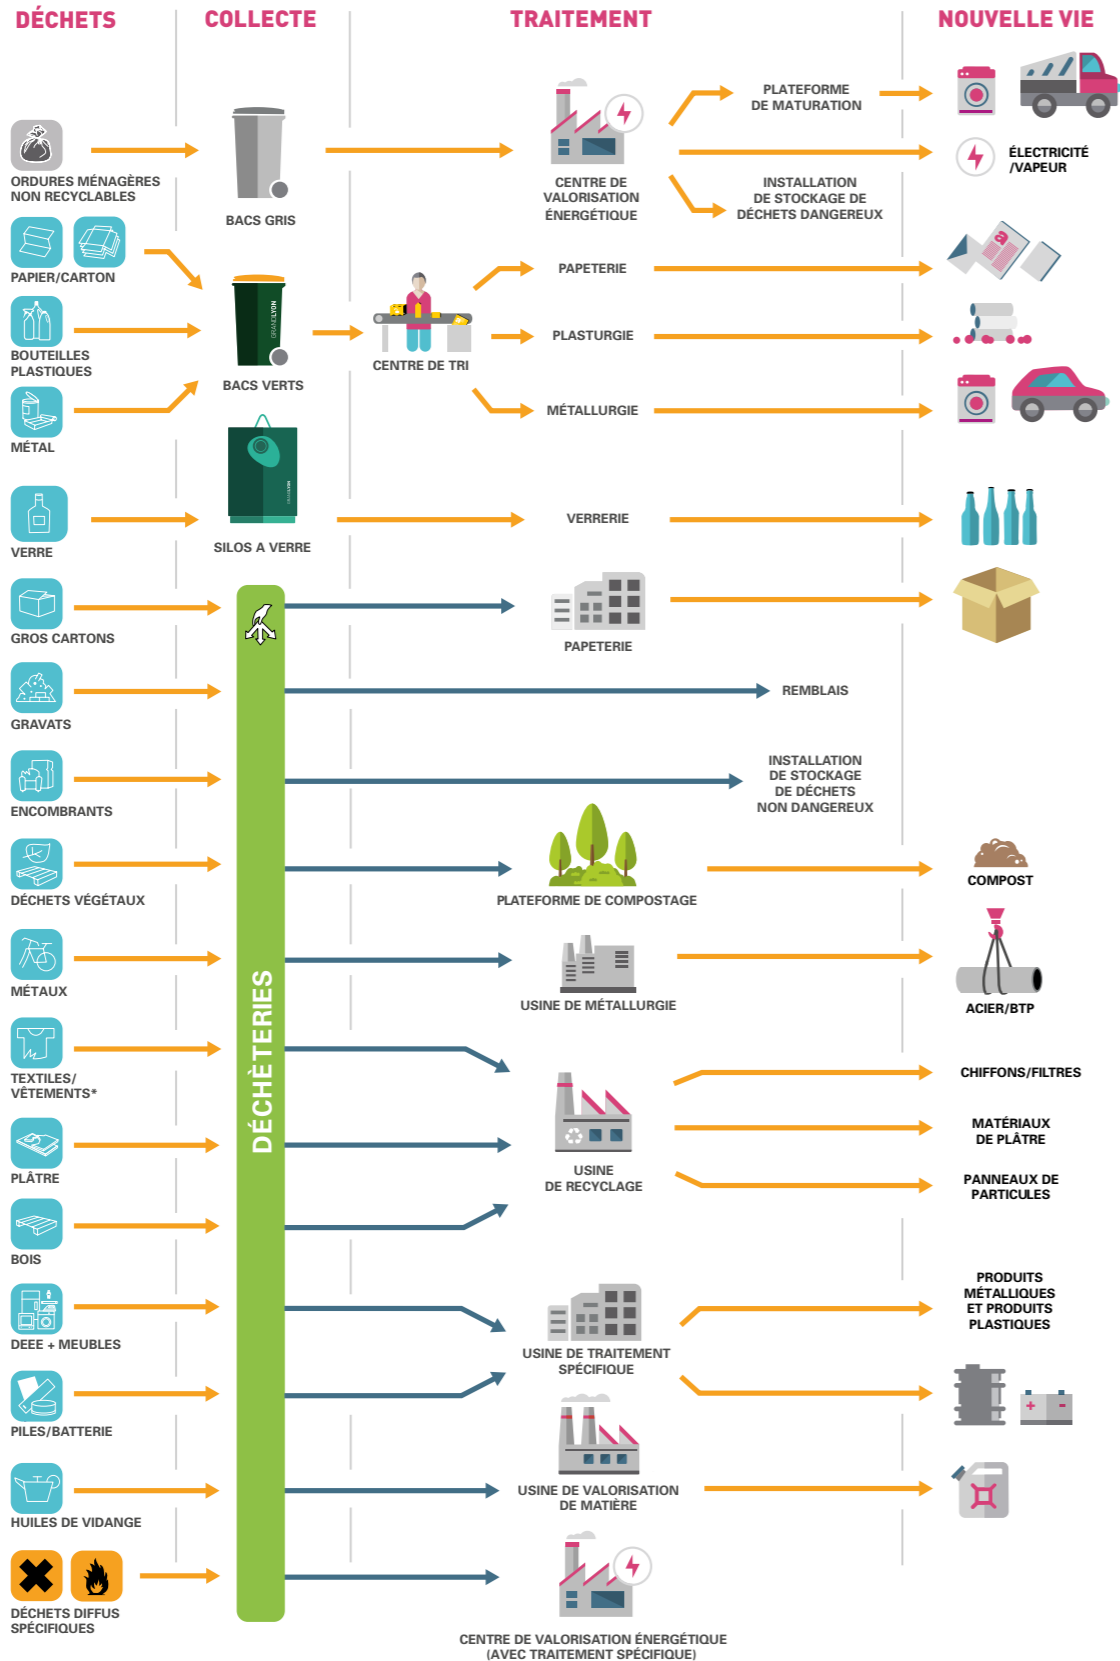 DÉCHETS
COLLECTE
TRAITEMENT
NOUVELLE VIE
ORDURES MÉNAGÈRES
NON RECYCLABLES
BACS GRIS
CENTRE DE
VALORISATION
ÉNERGÉTIQUE
PLATEFORME
DE MATURATION
ÉLECTRICITÉ
/VAPEUR
INSTALLATION
DE STOCKAGE DE
DÉCHETS DANGEREUX
PAPIER/CARTON
BOUTEILLES
PLASTIQUES
MÉTAL
GRANDLYON
BACS VERTS
CENTRE DE TRI
PAPETERIE
a
PLASTURGIE
MÉTALLURGIE
VERRE
SILOS A VERRE
VERRERIE
GROS CARTONS
PAPETERIE
GRAVATS
REMBLAIS
ENCOMBRANTS
INSTALLATION
DE STOCKAGE
DE DÉCHETS
NON DANGEREUX
DÉCHETS VÉGÉTAUX
PLATEFORME DE COMPOSTAGE
COMPOST
MÉTAUX
USINE DE MÉTALLURGIE
ACIER/BTP
DÉCHÈTERIES
TEXTILES/
VÊTEMENTS*
PLÂTRE
BOIS
USINE
DE RECYCLAGE
CHIFFONS/FILTRES
MATÉRIAUX
DE PLÂTRE
PANNEAUX DE
PARTICULES
DEEE + MEUBLES
PILES/BATTERIE
USINE DE TRAITEMENT
SPÉCIFIQUE
PRODUITS
MÉTALLIQUES
ET PRODUITS
PLASTIQUES
+ -
HUILES DE VIDANGE
USINE DE VALORISATION
DE MATIÈRE
DÉCHETS DIFFUS
SPÉCIFIQUES
CENTRE DE VALORISATION ÉNERGÉTIQUE
(AVEC TRAITEMENT SPÉCIFIQUE)